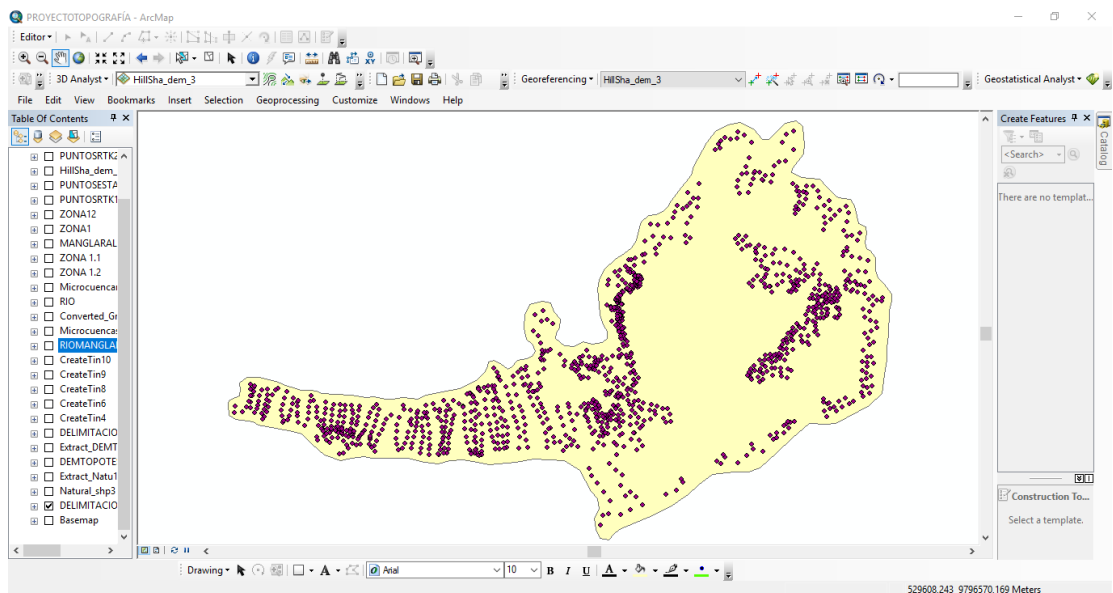 PROYECTOTOPOGRAFÍA - ArcMap
Editor
3D Analyst HillSha_dem_3 Georeferencing HillSha_dem_3 Geostatistical Analyst
File Edit View Bookmarks Insert Selection Geoprocessing Customize Windows Help
Table Of Contents
Create Features
Catalog
<Search>
There are no templat...
PUNTOSRTK2
HillSha_dem_
PUNTOSESTA
PUNTOSRTK1
ZONA12
ZONA1
MANGLARAL
ZONA 1.1
ZONA 1.2
Microcuencas
RIO
Converted_Gr
Microcuencas
RIOMANGLAI
CreateTin10
CreateTin9
CreateTin8
CreateTin6
CreateTin4
DELIMITACIO
Extract_DEMT
DEMTOPOTE
Extract_Natu1
Natural_shp3
DELIMITACIO
Basemap
Construction To...
Select a template.
Drawing A Arial 10 B I U A
529608.243 9796570.169 Meters